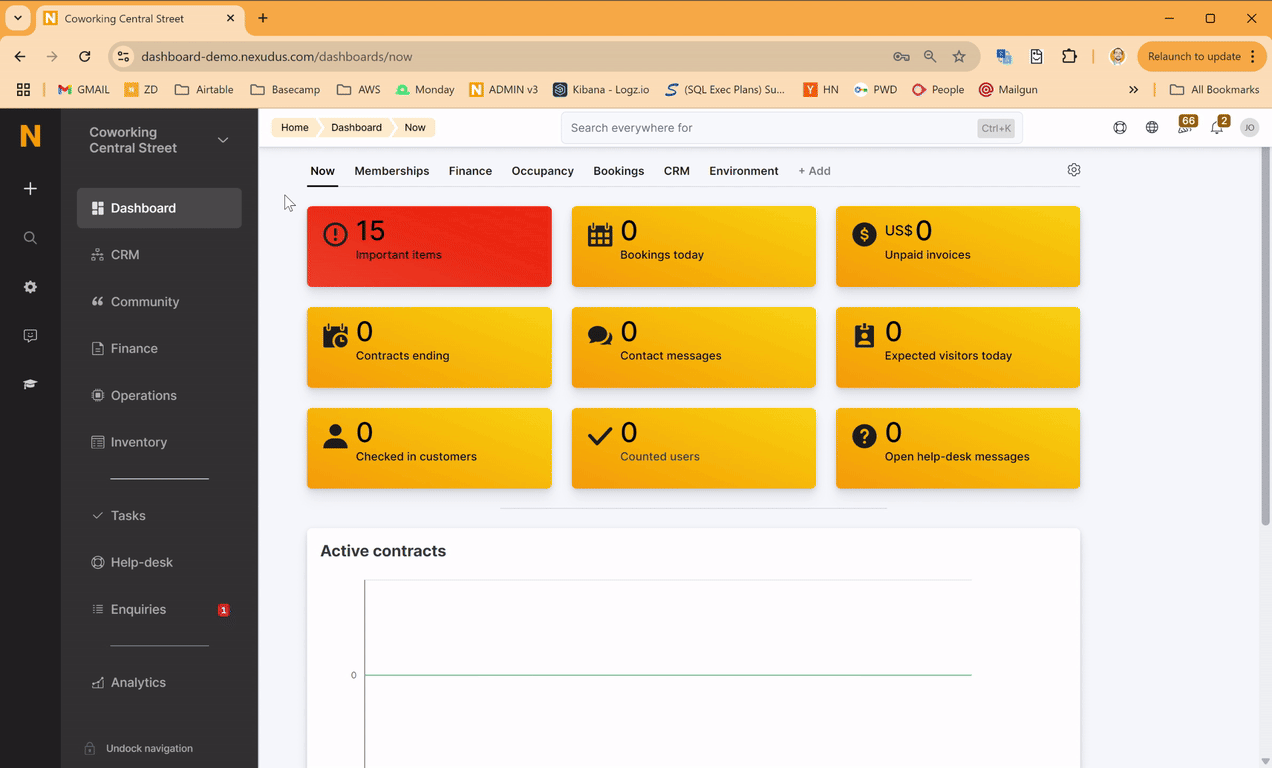 Coworking Central Street
dashboard-demo.nexudus.com/dashboards/now
Relaunch to update
GMAIL
ZD
Airtable
Basecamp
AWS
Monday
ADMIN v3
Kibana - Logz.io
(SQL Exec Plans) Su...
HN
PWD
People
Mailgun
All Bookmarks
N
Coworking
Central Street
Home
Dashboard
Now
Search everywhere for
Ctrl+K
66
2
JO
Dashboard
CRM
Community
Finance
Operations
Inventory
Tasks
Help-desk
Enquiries
1
Analytics
Undock navigation
Now
Memberships
Finance
Occupancy
Bookings
CRM
Environment
+ Add
15
Important items
0
Bookings today
US$ 0
Unpaid invoices
0
Contracts ending
0
Contact messages
0
Expected visitors today
0
Checked in customers
0
Counted users
0
Open help-desk messages
Active contracts
0